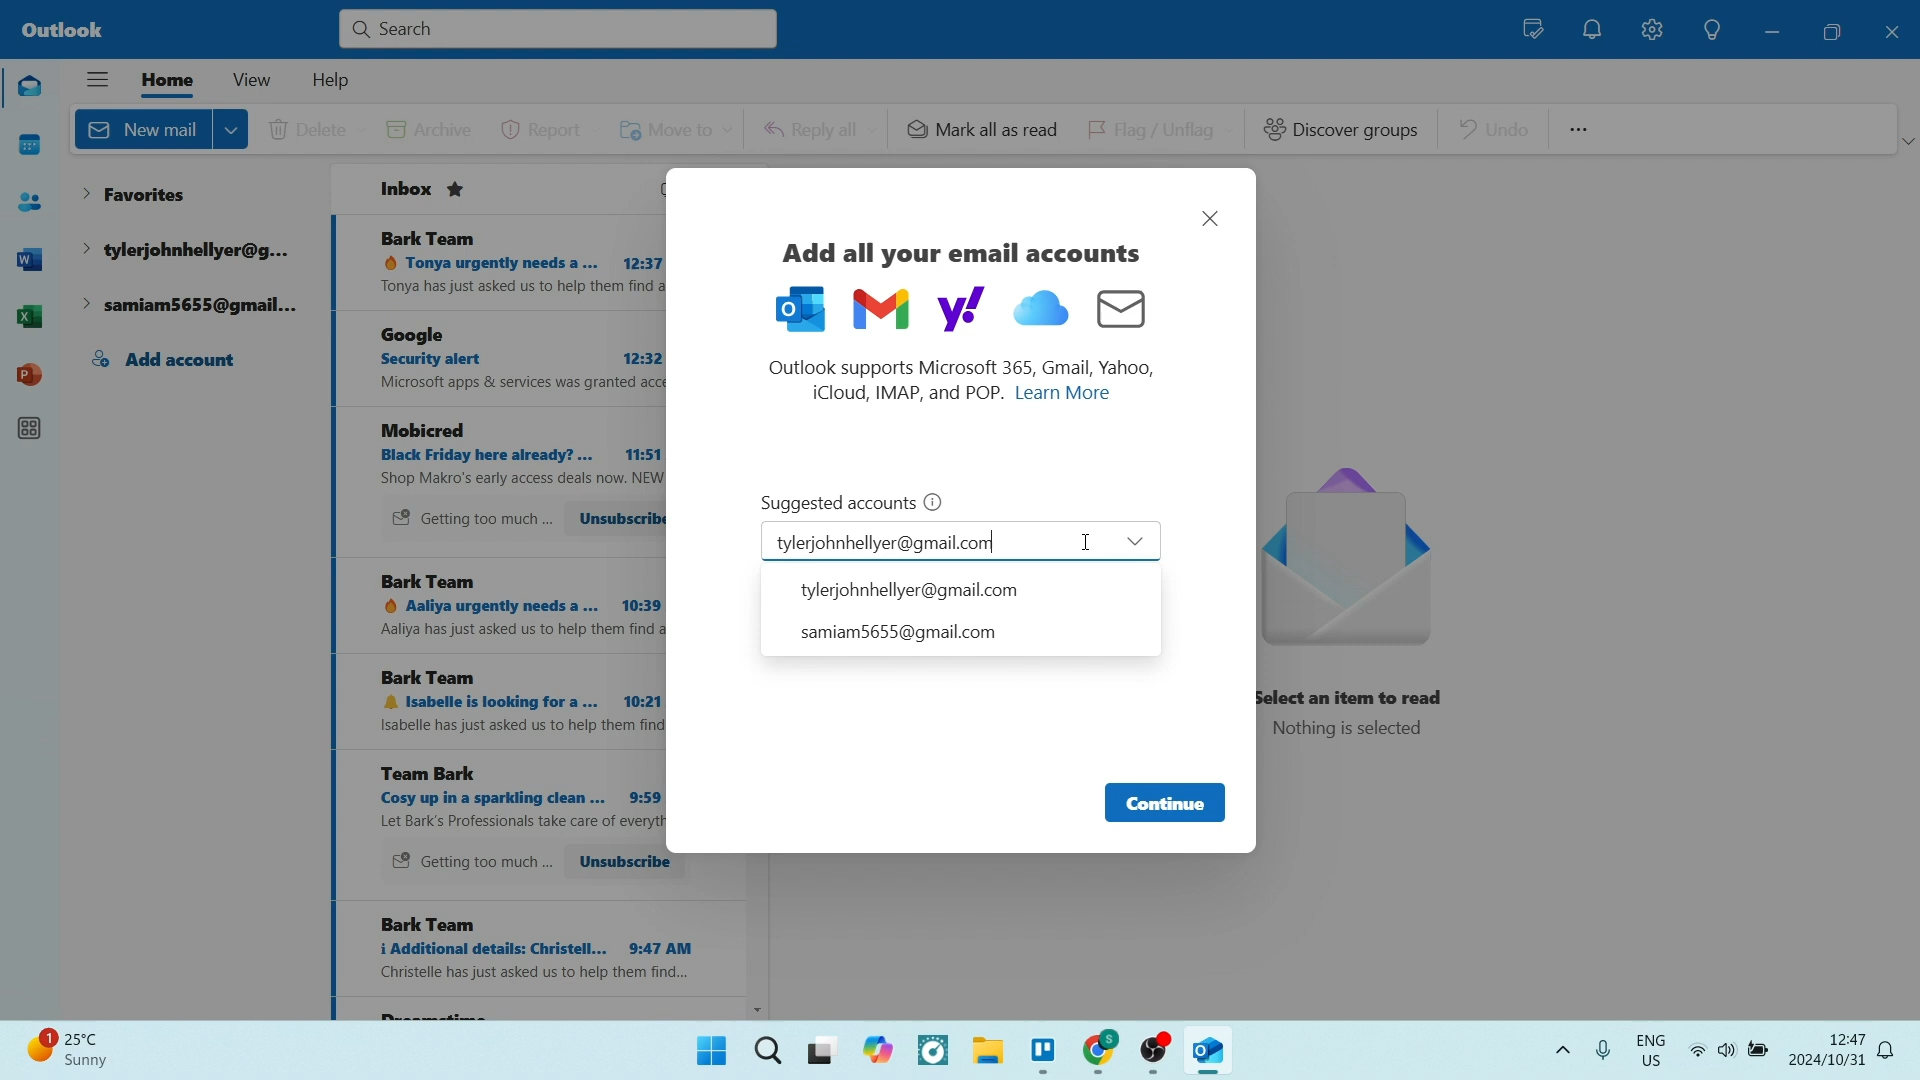 Outlook
Search
Home View Help
New mail Delete Archive Report Move to Reply all Mark all as read Flag / Unflag Discover groups Undo ...
Favorites
tylerjohnhellyer@g...
samiam5655@gmail...
Add account
Inbox
Bark Team
Tonya urgently needs a ... 12:37
Tonya has just asked us to help them find a
Google
Security alert 12:32
Microsoft apps & services was granted acce
Mobicred
Black Friday here already? ... 11:51
Shop Makro's early access deals now. NEW
Getting too much ... Unsubscribe
Bark Team
Aaliya urgently needs a ... 10:39
Aaliya has just asked us to help them find a
Bark Team
Isabelle is looking for a ... 10:21
Isabelle has just asked us to help them find
Team Bark
Cosy up in a sparkling clean ... 9:59
Let Bark's Professionals take care of everyth
Getting too much ... Unsubscribe
Bark Team
i Additional details: Christell... 9:47 AM
Christelle has just asked us to help them find...
Add all your email accounts
Outlook supports Microsoft 365, Gmail, Yahoo,
iCloud, IMAP, and POP. Learn More
Suggested accounts
tylerjohnhellyer@gmail.com
tylerjohnhellyer@gmail.com
samiam5655@gmail.com
Continue
Select an item to read
Nothing is selected
1
25°C
Sunny
S
ENG
US
12:47
2024/10/31